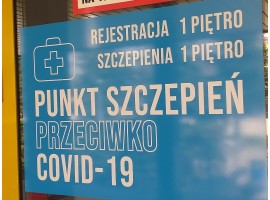 REJESTRACJA 1 PIĘTRO
SZCZEPIENIA 1 PIĘTRO
PUNKT SZCZEPIEŃ
PRZECIWKO
COVID-19